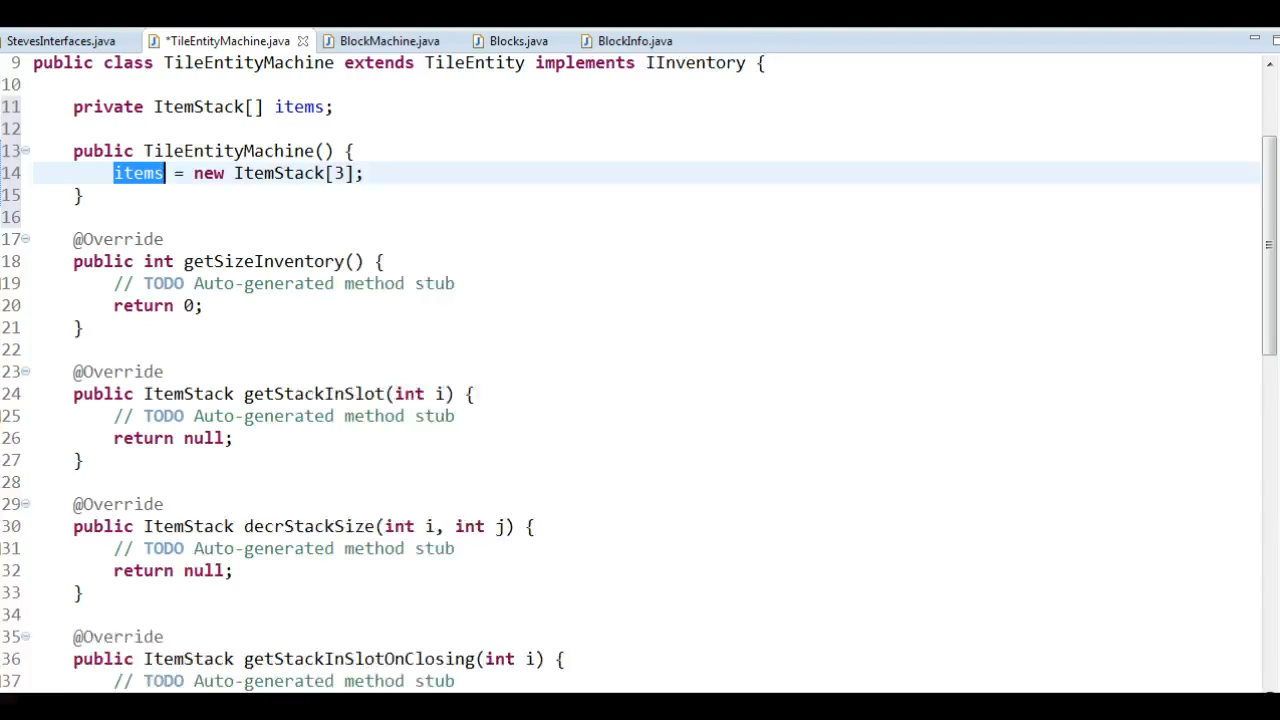 StevesInterfaces.java *TileEntityMachine.java BlockMachine.java Blocks.java BlockInfo.java
9 public class TileEntityMachine extends TileEntity implements IInventory {
10
11 private ItemStack[] items;
12
13 public TileEntityMachine() {
14 items = new ItemStack[3];
15 }
16
17 @Override
18 public int getSizeInventory() {
19 // TODO Auto-generated method stub
20 return 0;
21 }
22
23 @Override
24 public ItemStack getStackInSlot(int i) {
25 // TODO Auto-generated method stub
26 return null;
27 }
28
29 @Override
30 public ItemStack decrStackSize(int i, int j) {
31 // TODO Auto-generated method stub
32 return null;
33 }
34
35 @Override
36 public ItemStack getStackInSlotOnClosing(int i) {
37 // TODO Auto-generated method stub